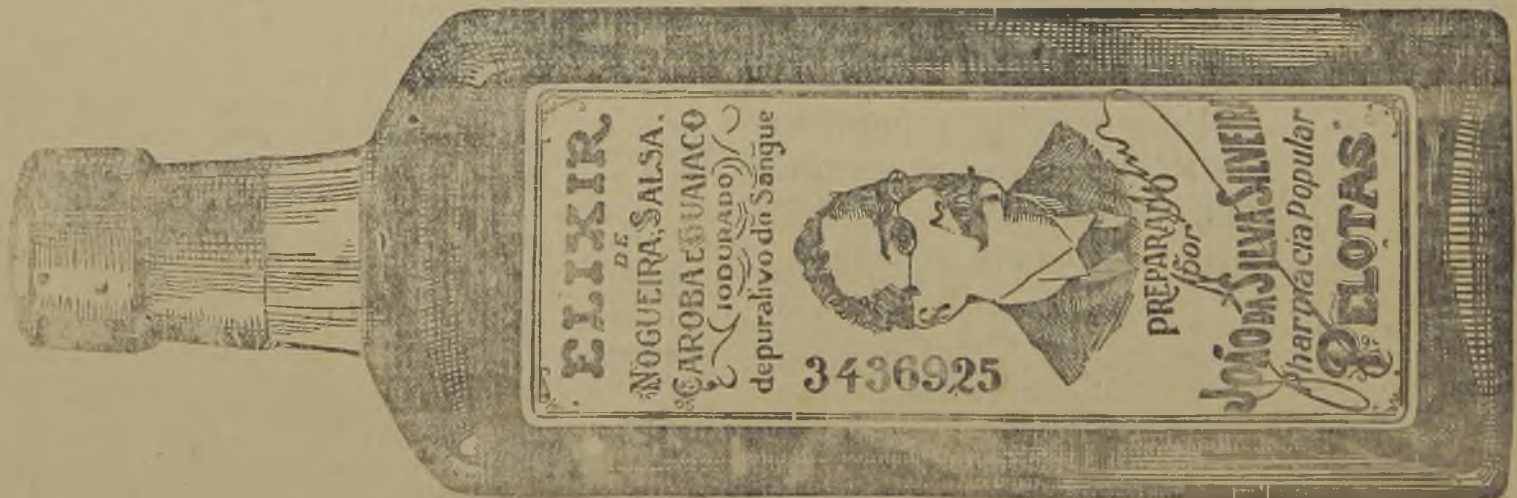 ELIXIR
DE
NOGUEIRA, SALSA.
CAROBA E GUAIACO
(IODURADO)
depurativo do Sangue
3436925
PREPARADO
por
JOÃO DA SILVA SILVEIRA
Pharmacia Popular
PELOTAS